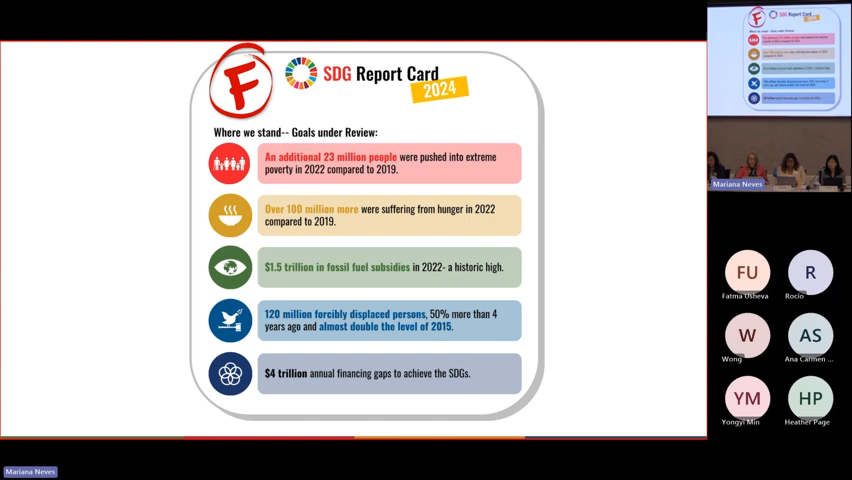 F
SDG Report Card
2024
Where we stand-- Goals under Review:
An additional 23 million people were pushed into extreme
poverty in 2022 compared to 2019.
Over 100 million more were suffering from hunger in 2022
compared to 2019.
$1.5 trillion in fossil fuel subsidies in 2022- a historic high.
120 million forcibly displaced persons, 50% more than 4
years ago and almost double the level of 2015.
$4 trillion annual financing gaps to achieve the SDGs.
F
SDG Report Card
2024
Mariana Neves
FU
R
Fatma Usheva
Rocio
W
AS
Wong
Ana Carmen ...
YM
HP
Yongyi Min
Heather Page
Mariana Neves